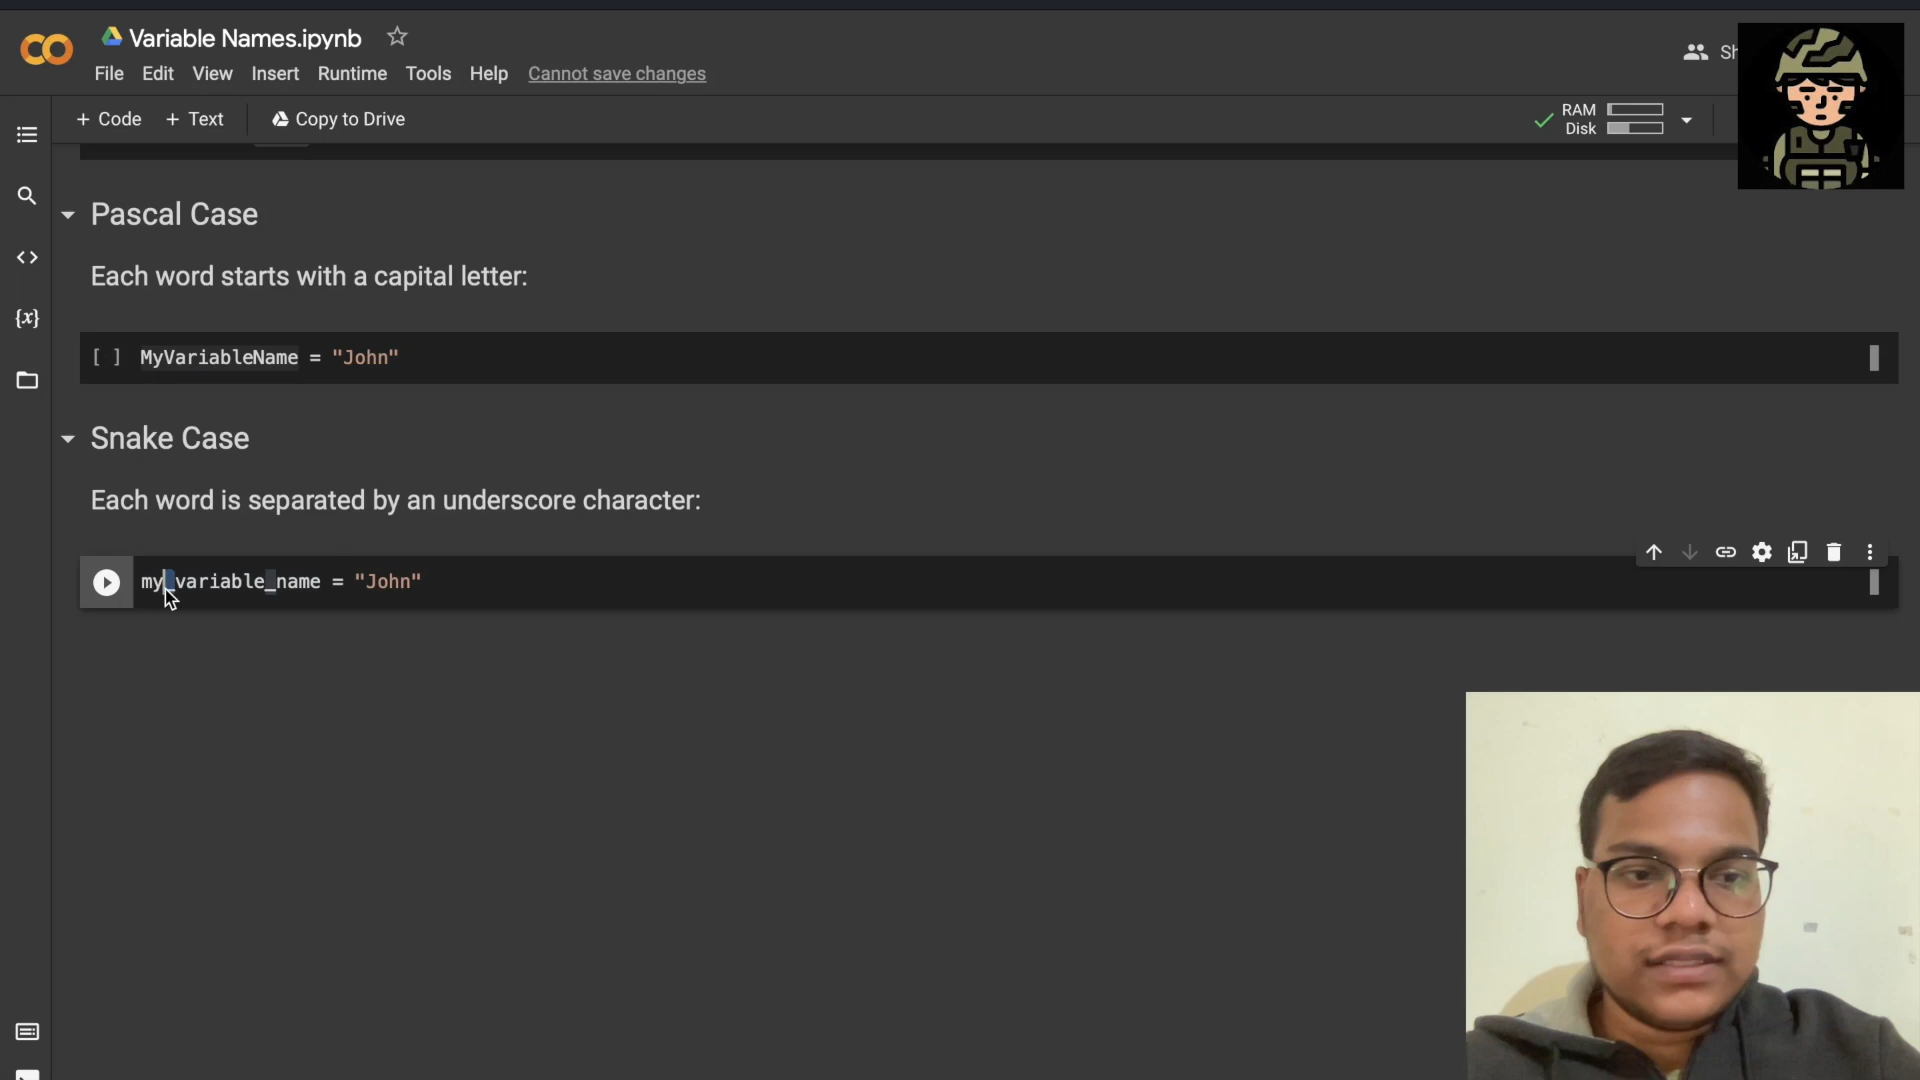 Variable Names.ipynb
File Edit View Insert Runtime Tools Help Cannot save changes
+ Code + Text Copy to Drive
RAM
Disk
Pascal Case
Each word starts with a capital letter:
[ ] MyVariableName = "John"
Snake Case
Each word is separated by an underscore character:
my_variable_name = "John"